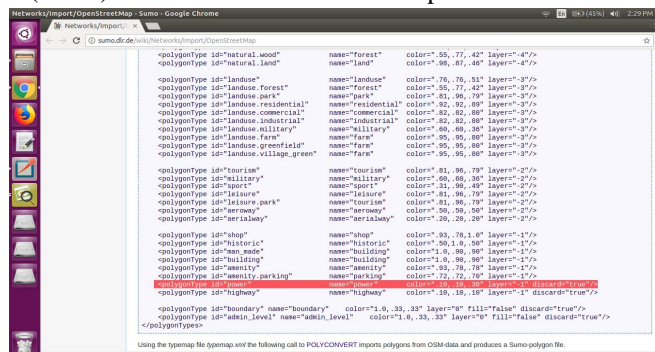 Networks/Import/OpenStreetMap - Sumo - Google Chrome
En (45%) 2:29 PM
Networks/Import/
sumo.dlr.de/wiki/Networks/Import/OpenStreetMap
<polygonType id="natural.wood" name="forest" color=".55,.77,.42" layer="-4"/>
<polygonType id="natural.land" name="land" color=".98,.87,.46" layer="-4"/>
<polygonType id="landuse" name="landuse" color=".76,.76,.51" layer="-3"/>
<polygonType id="landuse.forest" name="forest" color=".55,.77,.42" layer="-3"/>
<polygonType id="landuse.park" name="park" color=".81,.96,.79" layer="-3"/>
<polygonType id="landuse.residential" name="residential" color=".92,.92,.89" layer="-3"/>
<polygonType id="landuse.commercial" name="commercial" color=".82,.82,.80" layer="-3"/>
<polygonType id="landuse.industrial" name="industrial" color=".82,.82,.80" layer="-3"/>
<polygonType id="landuse.military" name="military" color=".60,.60,.36" layer="-3"/>
<polygonType id="landuse.farm" name="farm" color=".95,.95,.80" layer="-3"/>
<polygonType id="landuse.greenfield" name="farm" color=".95,.95,.80" layer="-3"/>
<polygonType id="landuse.village_green" name="farm" color=".95,.95,.80" layer="-3"/>
<polygonType id="tourism" name="tourism" color=".81,.96,.79" layer="-2"/>
<polygonType id="military" name="military" color=".60,.60,.36" layer="-2"/>
<polygonType id="sport" name="sport" color=".31,.90,.49" layer="-2"/>
<polygonType id="leisure" name="leisure" color=".81,.96,.79" layer="-2"/>
<polygonType id="leisure.park" name="tourism" color=".81,.96,.79" layer="-2"/>
<polygonType id="aeroway" name="aeroway" color=".50,.50,.50" layer="-2"/>
<polygonType id="aerialway" name="aerialway" color=".20,.20,.20" layer="-2"/>
<polygonType id="shop" name="shop" color=".93,.78,1.0" layer="-1"/>
<polygonType id="historic" name="historic" color=".50,1.0,.50" layer="-1"/>
<polygonType id="man_made" name="building" color="1.0,.90,.90" layer="-1"/>
<polygonType id="building" name="building" color="1.0,.90,.90" layer="-1"/>
<polygonType id="amenity" name="amenity" color=".93,.78,.78" layer="-1"/>
<polygonType id="amenity.parking" name="parking" color=".72,.72,.70" layer="-1"/>
<polygonType id="power" name="power" color=".10,.10,.30" layer="-1" discard="true"/>
<polygonType id="highway" name="highway" color=".10,.10,.10" layer="-1" discard="true"/>
<polygonType id="boundary" name="boundary" color="1.0,.33,.33" layer="0" fill="false" discard="true"/>
<polygonType id="admin_level" name="admin_level" color="1.0,.33,.33" layer="0" fill="false" discard="true"/>
</polygonTypes>
Using the typemap file typemap.xml the following call to POLYCONVERT imports polygons from OSM-data and produces a Sumo-polygon file.